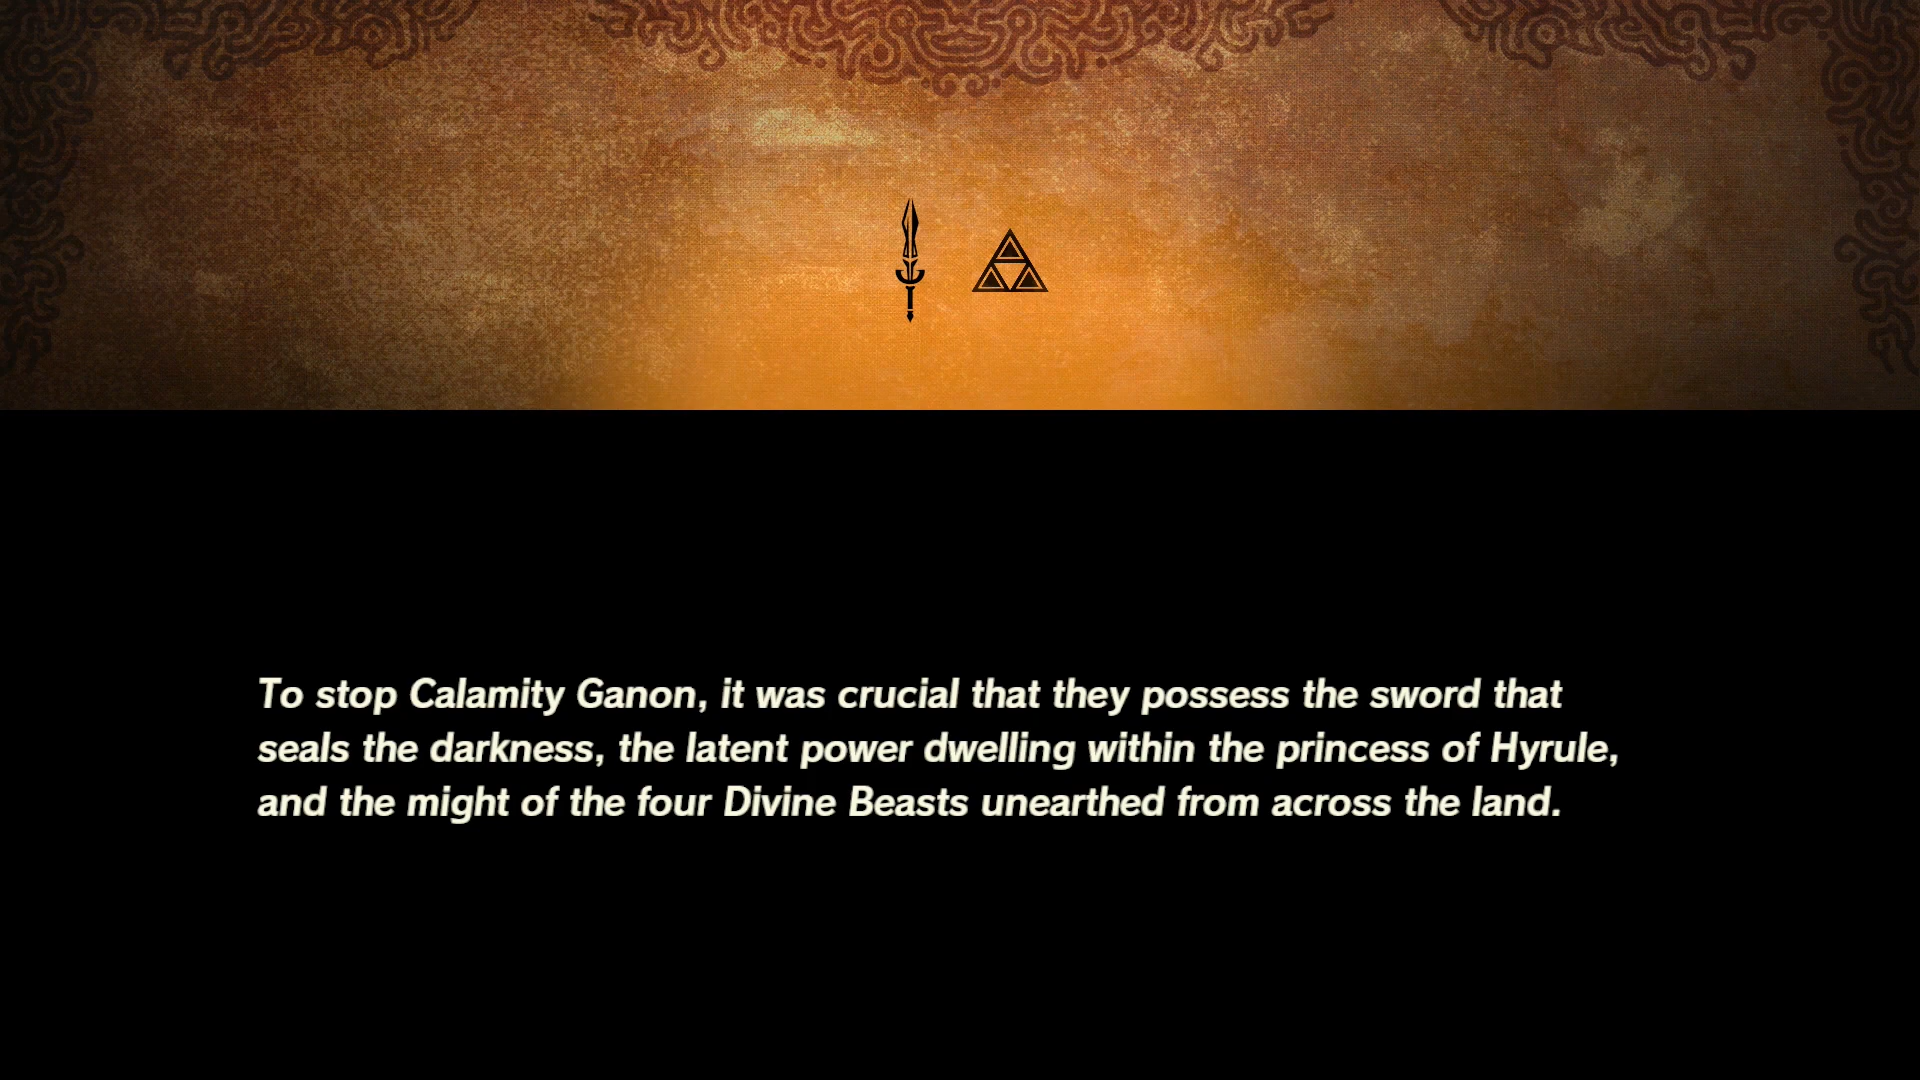 To stop Calamity Ganon, it was crucial that they possess the sword that
seals the darkness, the latent power dwelling within the princess of Hyrule,
and the might of the four Divine Beasts unearthed from across the land.